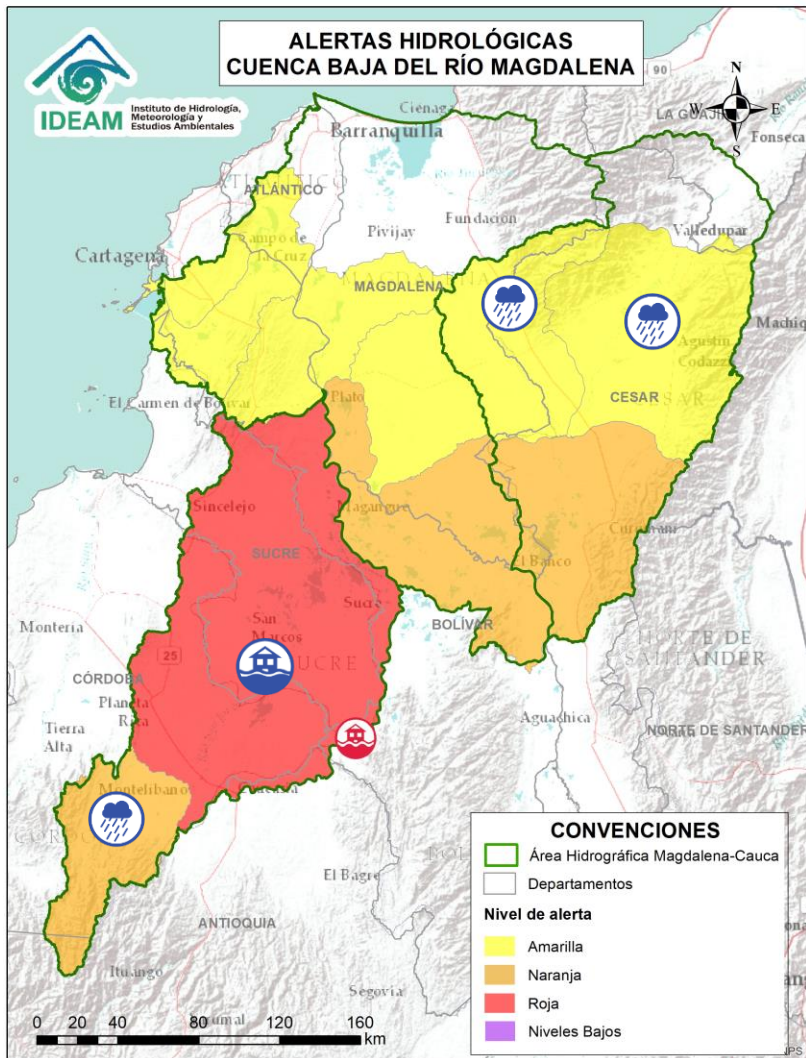 ALERTAS HIDROLÓGICAS
CUENCA BAJA DEL RÍO MAGDALENA
IDEAM
Instituto de Hidrología,
Meteorología y
Estudios Ambientales
90
N
W E
S
Ciénaga
Barranquilla
LA GUAJIRA
Fonseca
ATLÁNTICO
Fundación
Pivijay
Valledupar
Cartagena
Campo de
la Cruz
MAGDALENA
Agustín
Codazzi
CESAR
El Carmen de Bolívar
Plato
Sincelejo
Magangue
SUCRE
El Banco
Sucre
BOLÍVAR
San
Marcos
SUCRE
Montería
25
NORTE DE
SANTANDER
CÓRDOBA
Planeta
Rica
Tierra
Alta
Aguachica
NORTE DE SANTANDER
Montelibano
El Bagre
ANTIOQUIA
Ituango
Segovia
0 20 40 80 120 160
km
CONVENCIONES
Área Hidrográfica Magdalena-Cauca
Departamentos
Nivel de alerta
Amarilla
Naranja
Roja
Niveles Bajos